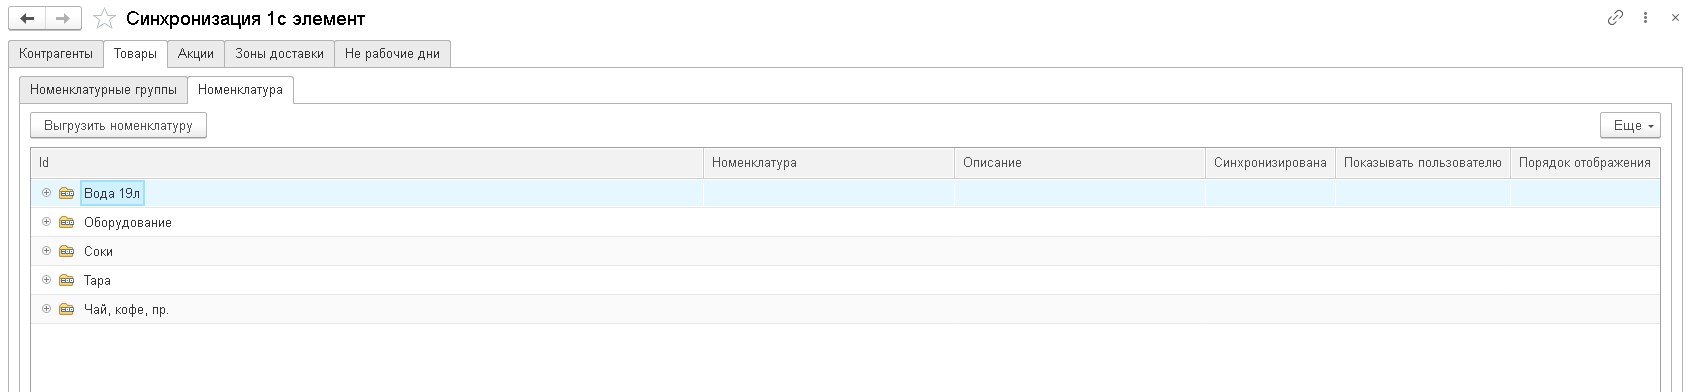 Синхронизация 1с элемент
Контрагенты Товары Акции Зоны доставки Не рабочие дни
Номенклатурные группы Номенклатура
Выгрузить номенклатуру Еще
Id Номенклатура Описание Синхронизирована Показывать пользователю Порядок отображения
Вода 19л
Оборудование
Соки
Тара
Чай, кофе, пр.